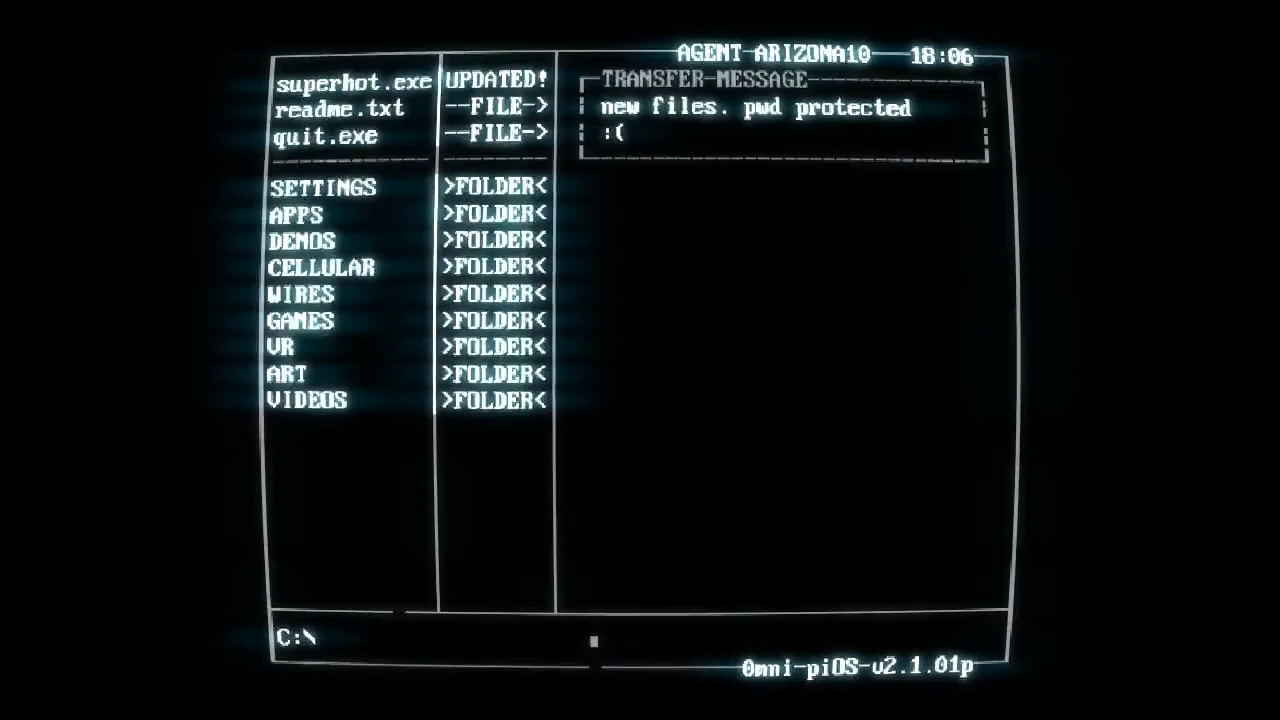 AGENT ARIZONA10 18:06
superhot.exe UPDATED!
readme.txt --FILE->
quit.exe --FILE->
SETTINGS >FOLDER<
APPS >FOLDER<
DEMOS >FOLDER<
CELLULAR >FOLDER<
WIRES >FOLDER<
GAMES >FOLDER<
VR >FOLDER<
ART >FOLDER<
VIDEOS >FOLDER<
TRANSFER MESSAGE
new files. pwd protected
:(
C:\
0mni-piOS-v2.1.01p